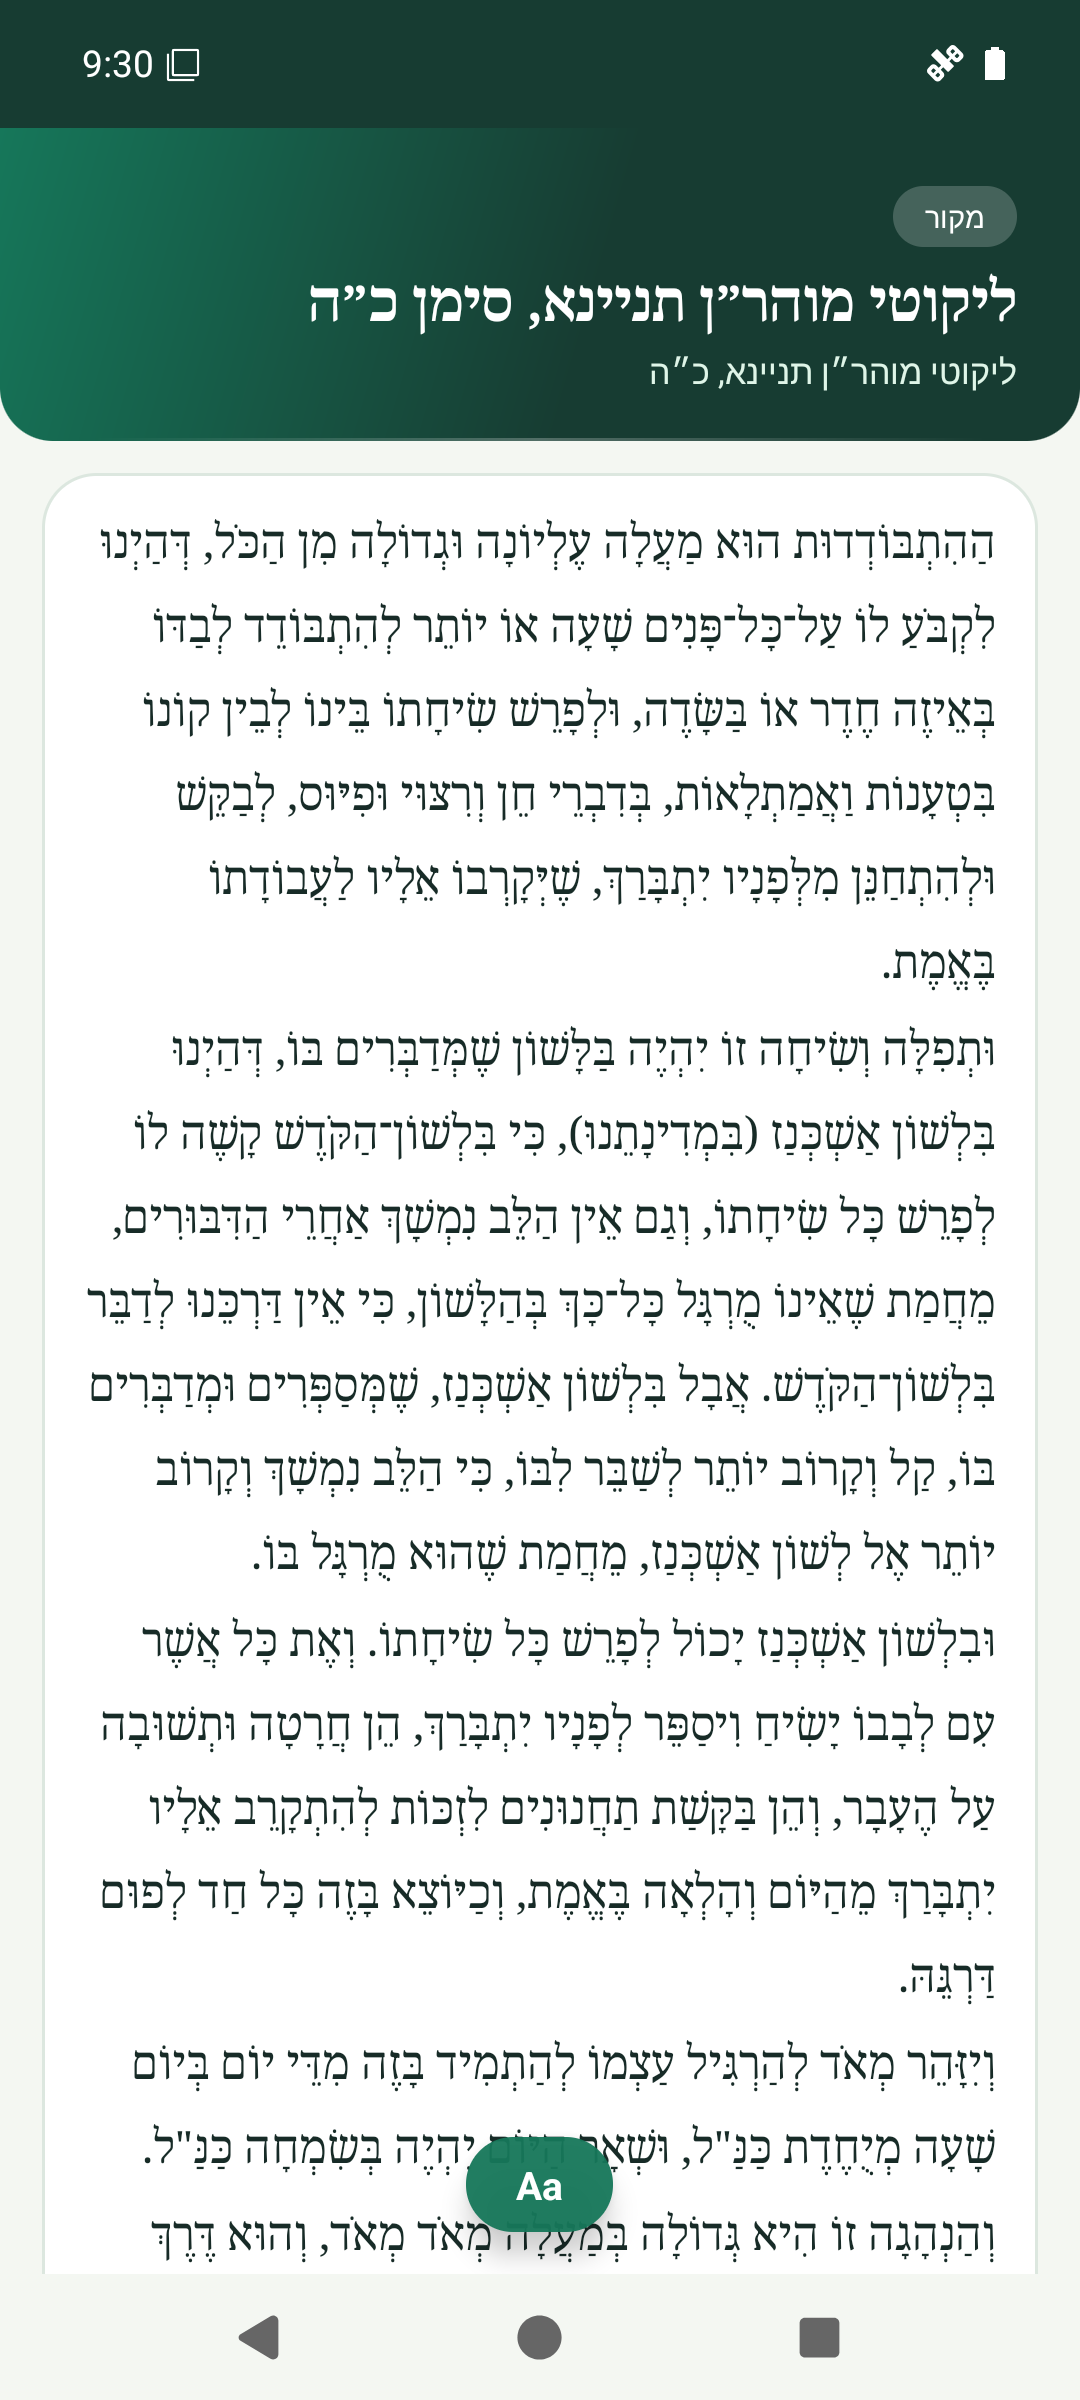 9:30
מקור
ליקוטי מוהר״ן תניינא, סימן כ״ה
ליקוטי מוהר״ן תניינא, כ״ה
הַהִתְבּוֹדְדוּת הוּא מַעֲלָה עֶלְיוֹנָה וּגְדוֹלָה מִן הַכֹּל, דְּהַיְנוּ
לִקְבֹּעַ לוֹ עַל־כָּל־פָּנִים שָׁעָה אוֹ יוֹתֵר לְהִתְבּוֹדֵד לְבַדּוֹ
בְּאֵיזֶה חֶדֶר אוֹ בַּשָּׂדֶה, וּלְפָרֵשׁ שִׂיחָתוֹ בֵּינוֹ לְבֵין קוֹנוֹ
בִּטְעָנוֹת וַאֲמַתְלָאוֹת, בְּדִבְרֵי חֵן וְרִצּוּי וּפִיּוּס, לְבַקֵּשׁ
וּלְהִתְחַנֵּן מִלְּפָנָיו יִתְבָּרַךְ, שֶׁיְּקָרְבוֹ אֵלָיו לַעֲבוֹדָתוֹ
בֶּאֱמֶת.
וּתְפִלָּה וְשִׂיחָה זוֹ יִהְיֶה בַּלָּשׁוֹן שֶׁמְּדַבְּרִים בּוֹ, דְּהַיְנוּ
בִּלְשׁוֹן אַשְׁכְּנַז (בִּמְדִינָתֵנוּ), כִּי בִּלְשׁוֹן־הַקֹּדֶשׁ קָשֶׁה לוֹ
לְפָרֵשׁ כָּל שִׂיחָתוֹ, וְגַם אֵין הַלֵּב נִמְשָׁךְ אַחֲרֵי הַדִּבּוּרִים,
מֵחֲמַת שֶׁאֵינוֹ מֻרְגָּל כָּל־כָּךְ בְּהַלָּשׁוֹן, כִּי אֵין דַּרְכֵּנוּ לְדַבֵּר
בִּלְשׁוֹן־הַקֹּדֶשׁ. אֲבָל בִּלְשׁוֹן אַשְׁכְּנַז, שֶׁמְּסַפְּרִים וּמְדַבְּרִים
בּוֹ, קַל וְקָרוֹב יוֹתֵר לְשַׁבֵּר לִבּוֹ, כִּי הַלֵּב נִמְשָׁךְ וְקָרוֹב
יוֹתֵר אֶל לְשׁוֹן אַשְׁכְּנַז, מֵחֲמַת שֶׁהוּא מֻרְגָּל בּוֹ.
וּבִלְשׁוֹן אַשְׁכְּנַז יָכוֹל לְפָרֵשׁ כָּל שִׂיחָתוֹ. וְאֶת כָּל אֲשֶׁר
עִם לְבָבוֹ יָשִׂיחַ וִיסַפֵּר לְפָנָיו יִתְבָּרַךְ, הֵן חֲרָטָה וּתְשׁוּבָה
עַל הֶעָבָר, וְהֵן בַּקָּשַׁת תַּחֲנוּנִים לִזְכּוֹת לְהִתְקָרֵב אֵלָיו
יִתְבָּרַךְ מֵהַיּוֹם וְהָלְאָה בֶּאֱמֶת, וְכַיּוֹצֵא בָּזֶה כָּל חַד לְפוּם
דַּרְגֵּהּ.
וְיִזָּהֵר מְאֹד לְהַרְגִּיל עַצְמוֹ לְהַתְמִיד בָּזֶה מִדֵּי יוֹם בְּיוֹם
שָׁעָה מְיֻחֶדֶת כַּנַּ"ל, וּשְׁאָר הַיּוֹם יִהְיֶה בְּשִׂמְחָה כַּנַּ"ל.
וְהַנְהָגָה זוֹ הִיא גְּדוֹלָה בְּמַעֲלָה מְאֹד מְאֹד, וְהוּא דֶּרֶךְ
Aa